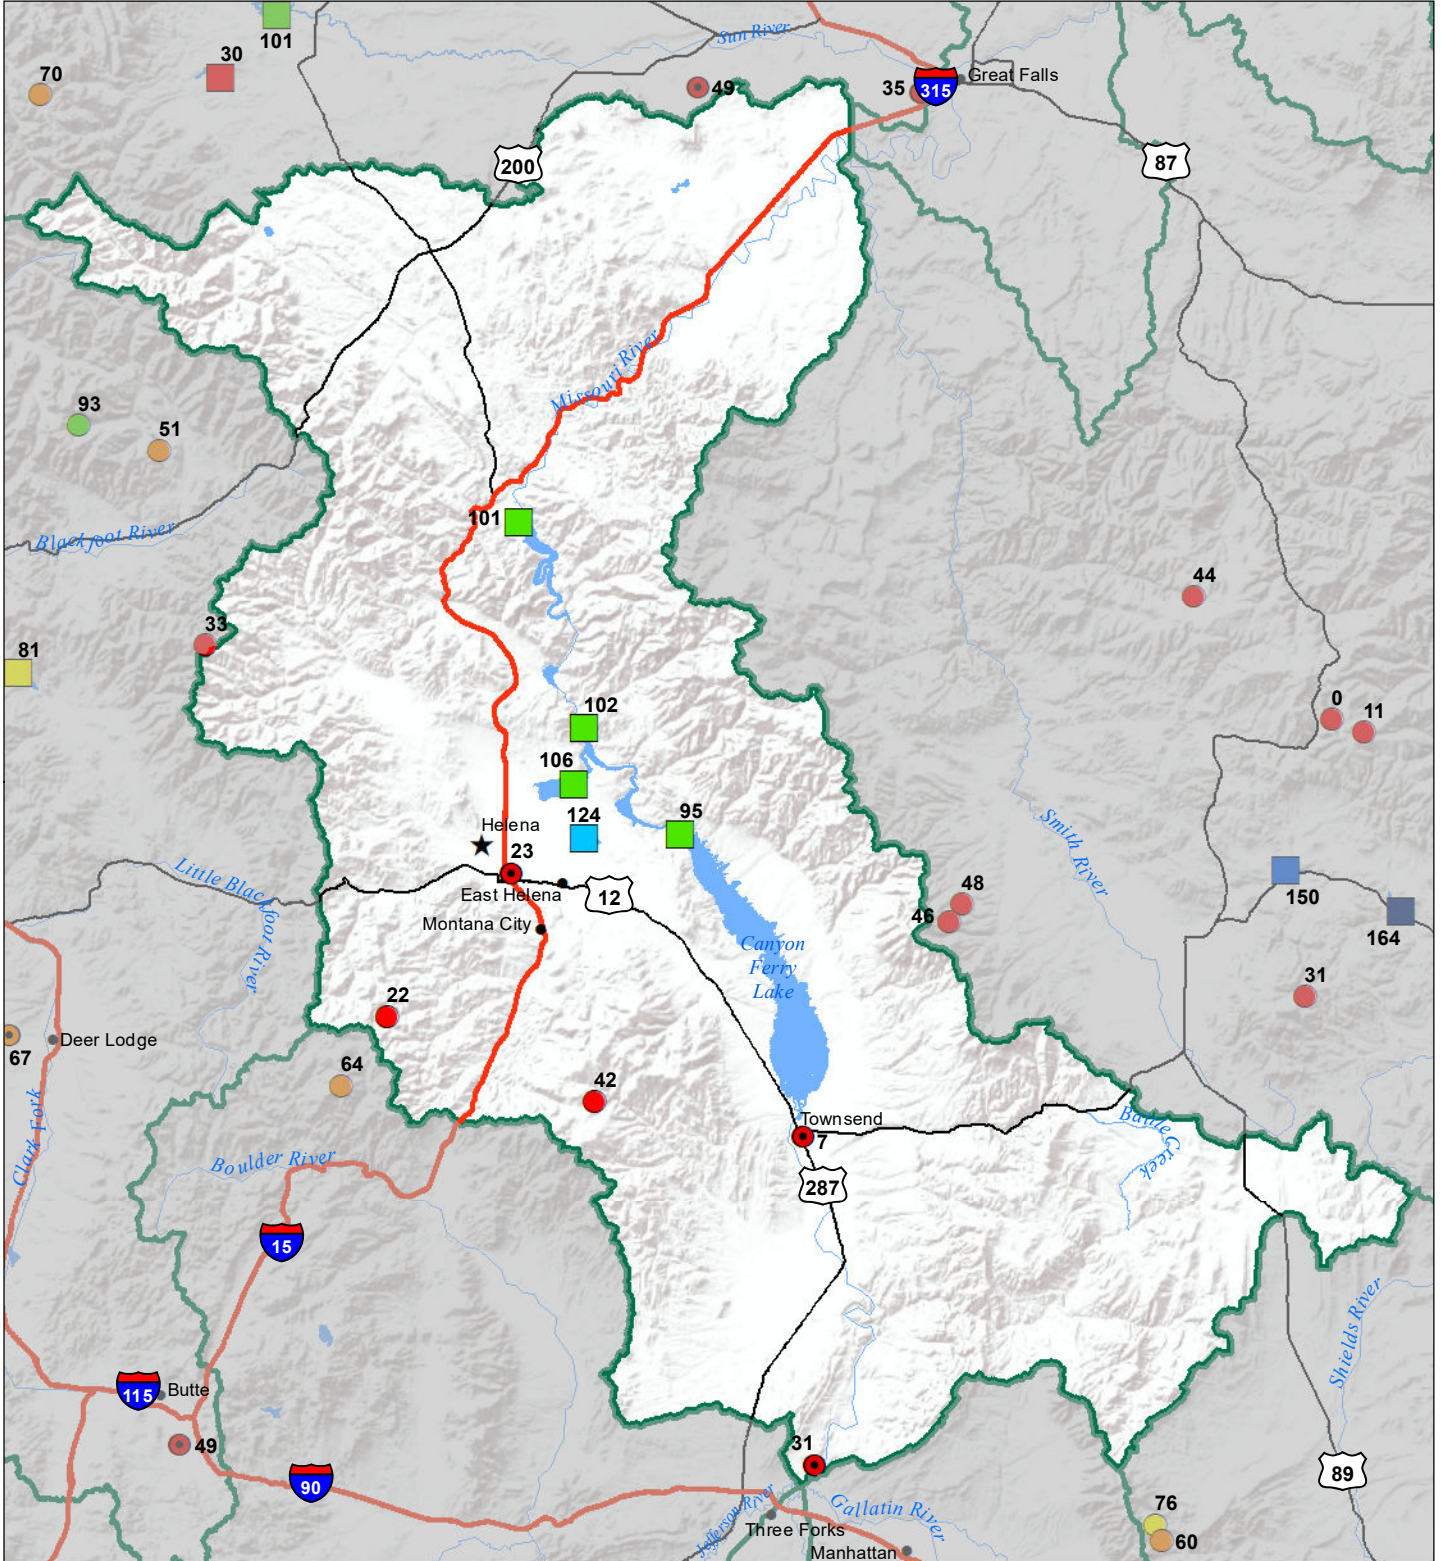 101
30
70
Sun River
49
35
315
Great Falls
200
87
Missouri River
93
51
Blackfoot River
101
44
33
81
102
0
11
106
124
95
Helena
Smith River
23
Little Blackfoot River
East Helena
12
48
46
150
164
Montana City
Canyon
Ferry
Lake
22
31
Deer Lodge
67
64
42
Clark Fork
Townsend
7
Battle Creek
Boulder River
287
15
Shields River
115
Butte
49
31
90
89
Jefferson River
Gallatin River
Three Forks
Manhattan
76
60